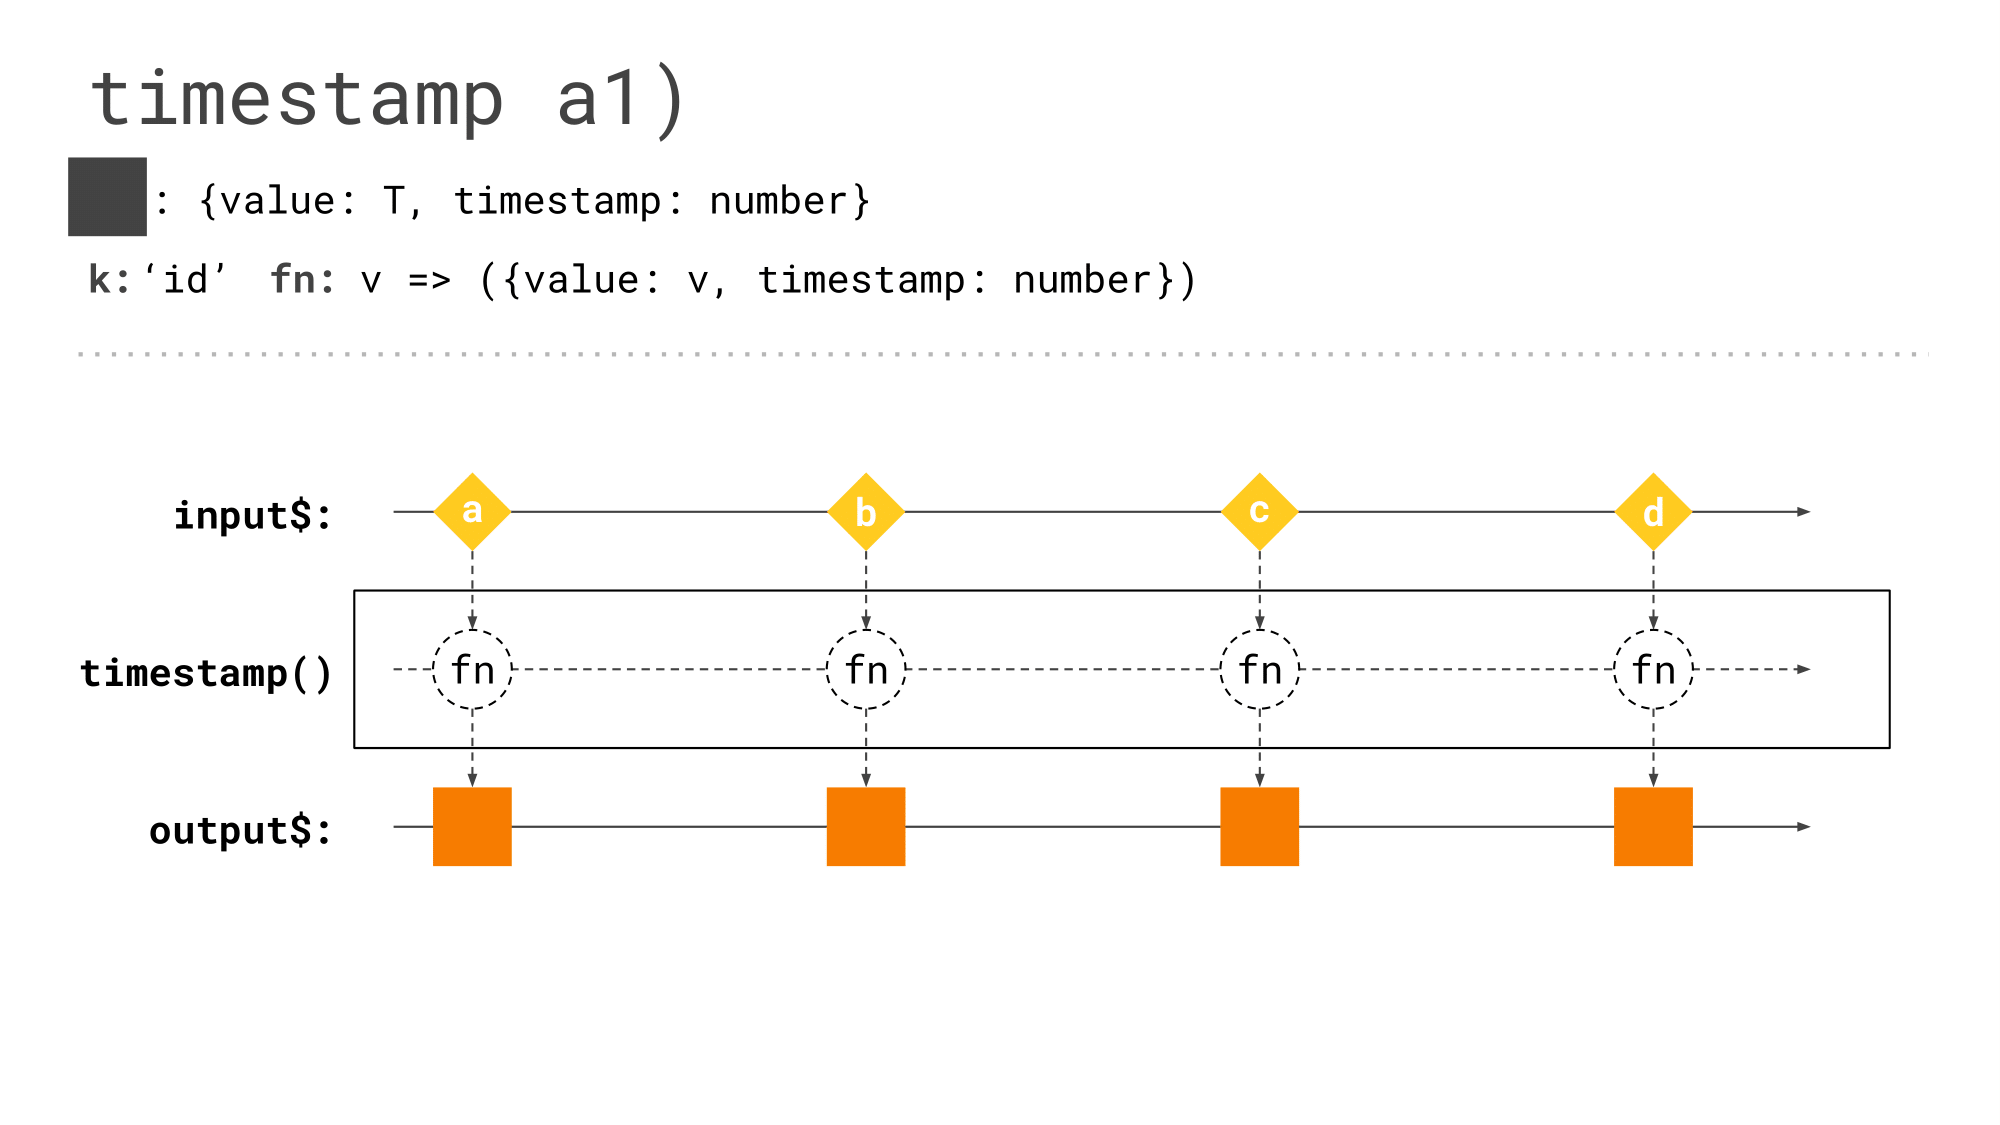 timestamp a1)
: {value: T, timestamp: number}
k: ‘id’ fn: v => ({value: v, timestamp: number})
input$: a b c d
timestamp() fn fn fn fn
output$: